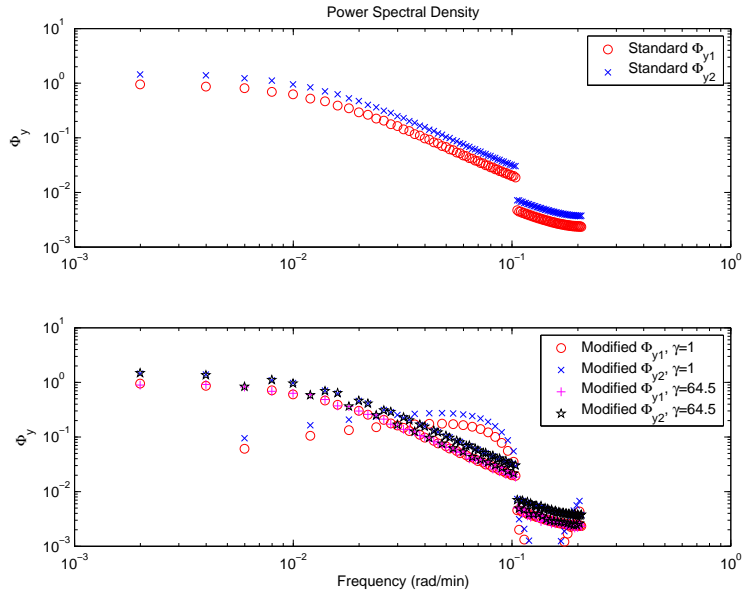 Power Spectral Density
10^1
10^0
10^-1
10^-2
10^-3
Φ_y
Standard Φ_y1
Standard Φ_y2
10^-3 10^-2 10^-1 10^0
10^1
10^0
10^-1
10^-2
10^-3
Φ_y
Modified Φ_y1, γ=1
Modified Φ_y2, γ=1
Modified Φ_y1, γ=64.5
Modified Φ_y2, γ=64.5
10^-3 10^-2 10^-1 10^0
Frequency (rad/min)